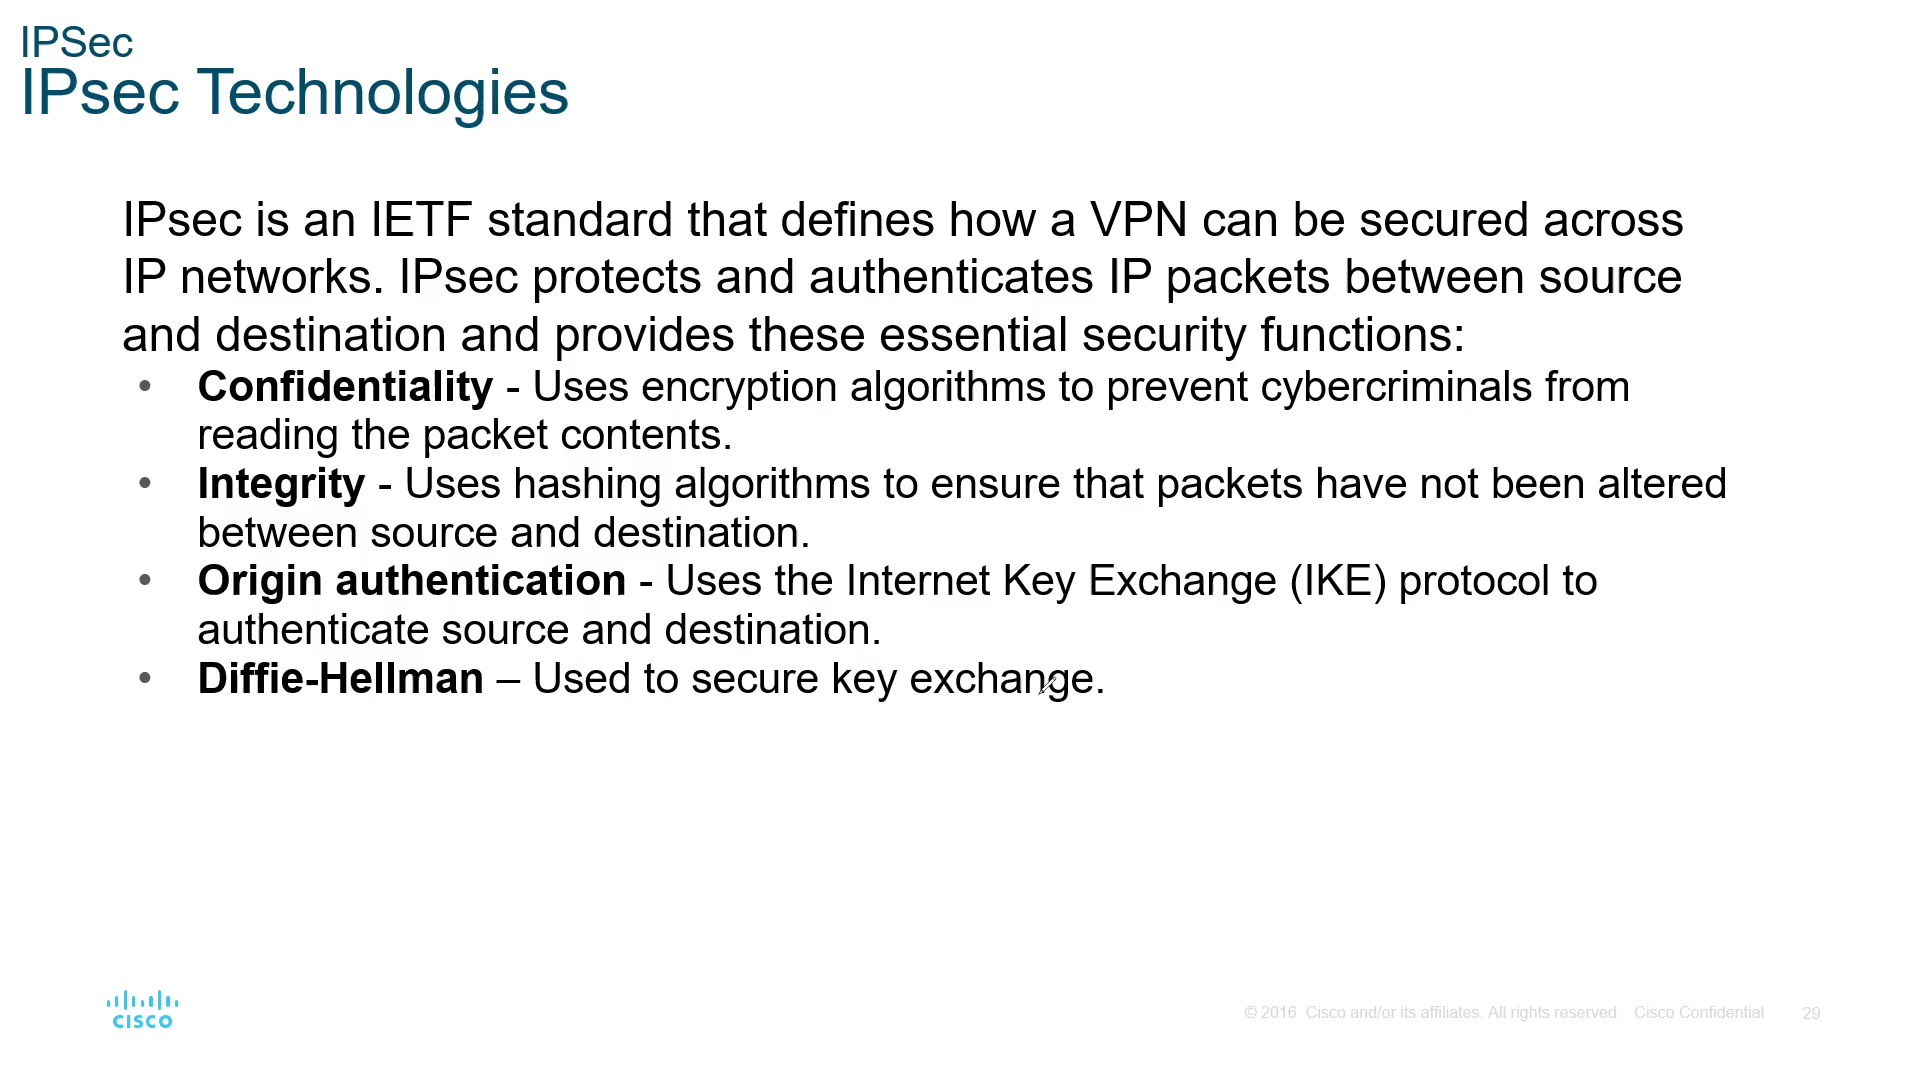 IPSec
IPsec Technologies
IPsec is an IETF standard that defines how a VPN can be secured across
IP networks. IPsec protects and authenticates IP packets between source
and destination and provides these essential security functions:
• Confidentiality - Uses encryption algorithms to prevent cybercriminals from
reading the packet contents.
• Integrity - Uses hashing algorithms to ensure that packets have not been altered
between source and destination.
• Origin authentication - Uses the Internet Key Exchange (IKE) protocol to
authenticate source and destination.
• Diffie-Hellman – Used to secure key exchange.
CISCO
© 2016 Cisco and/or its affiliates. All rights reserved. Cisco Confidential 29